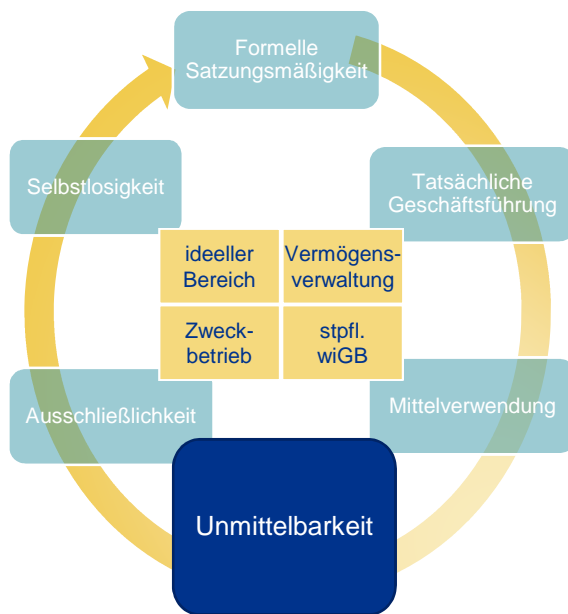 Formelle
Satzungsmäßigkeit
Selbstlosigkeit
Tatsächliche
Geschäftsführung
ideeller
Bereich
Vermögens-
verwaltung
Zweck-
betrieb
stpfl.
wiGB
Ausschließlichkeit
Mittelverwendung
Unmittelbarkeit